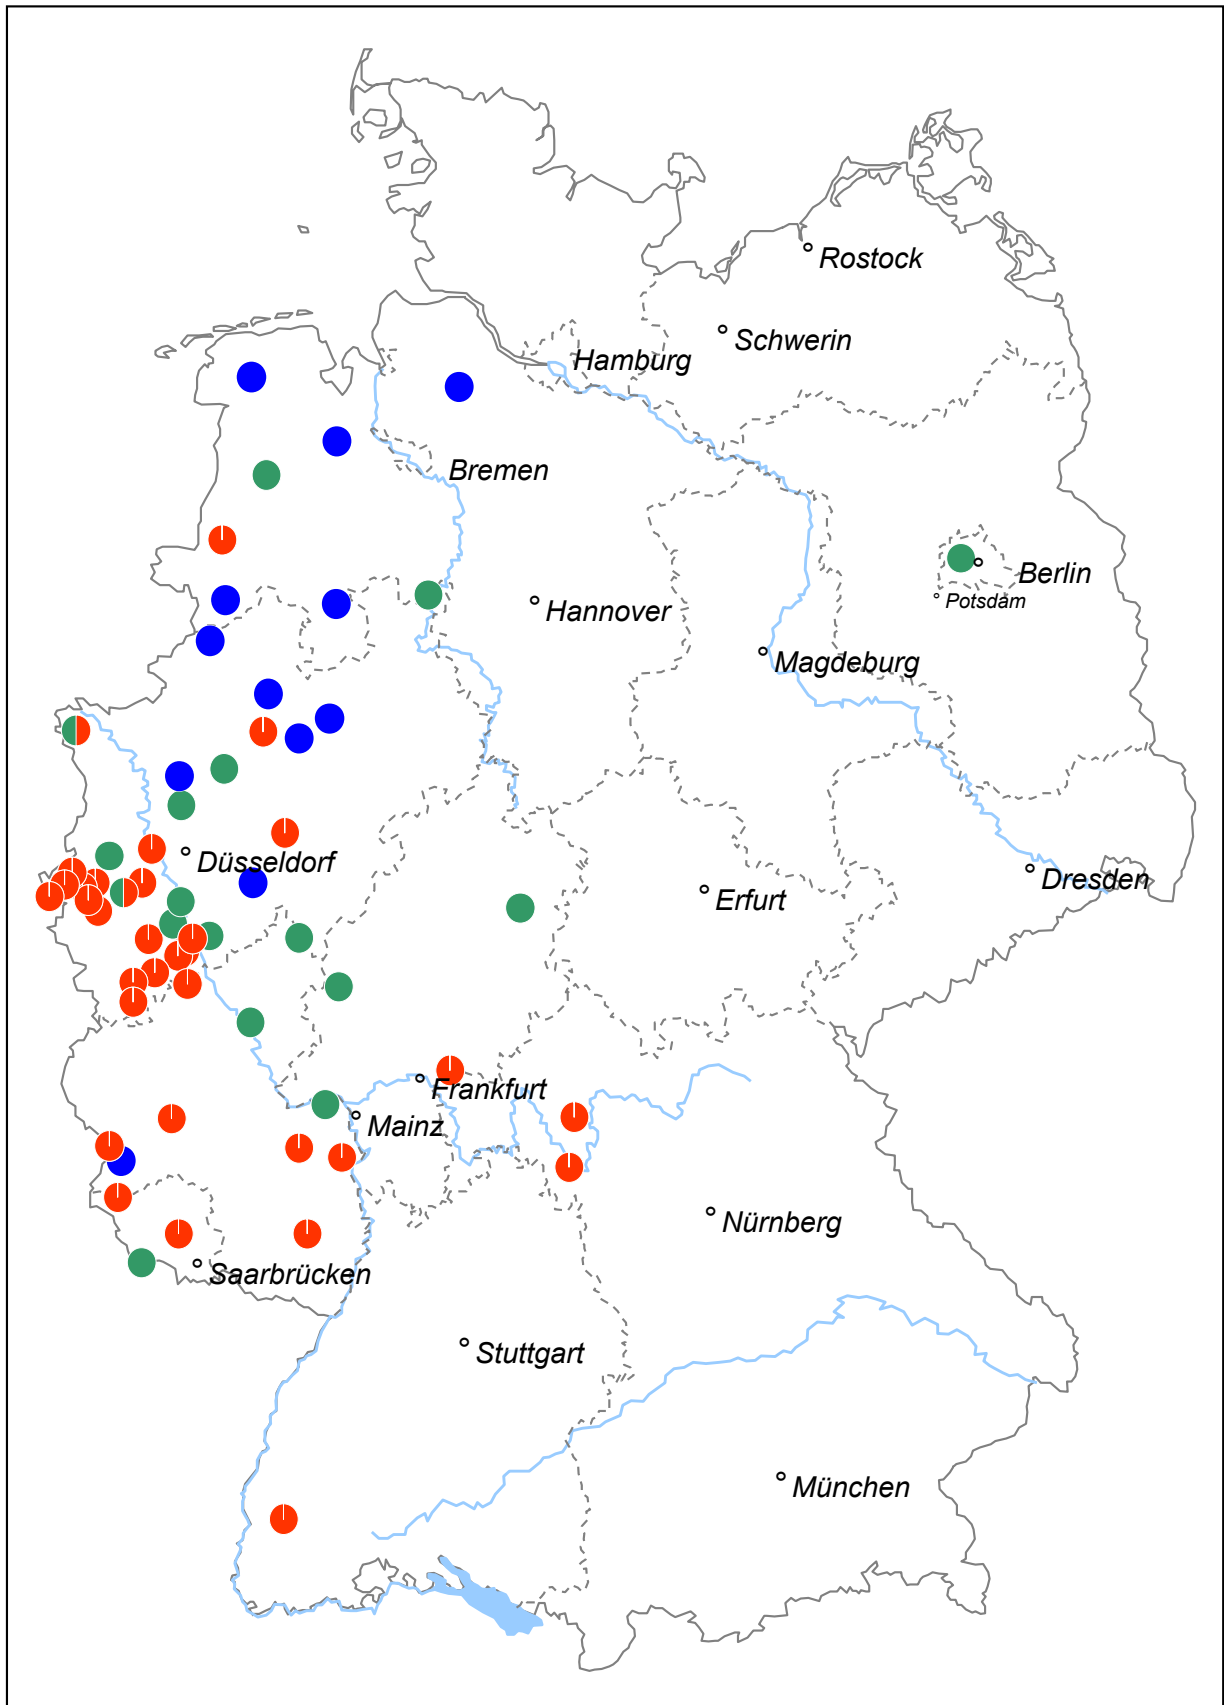 Rostock
Schwerin
Hamburg
Bremen
Berlin
Potsdam
Hannover
Magdeburg
Düsseldorf
Dresden
Erfurt
Frankfurt
Mainz
Nürnberg
Saarbrücken
Stuttgart
München